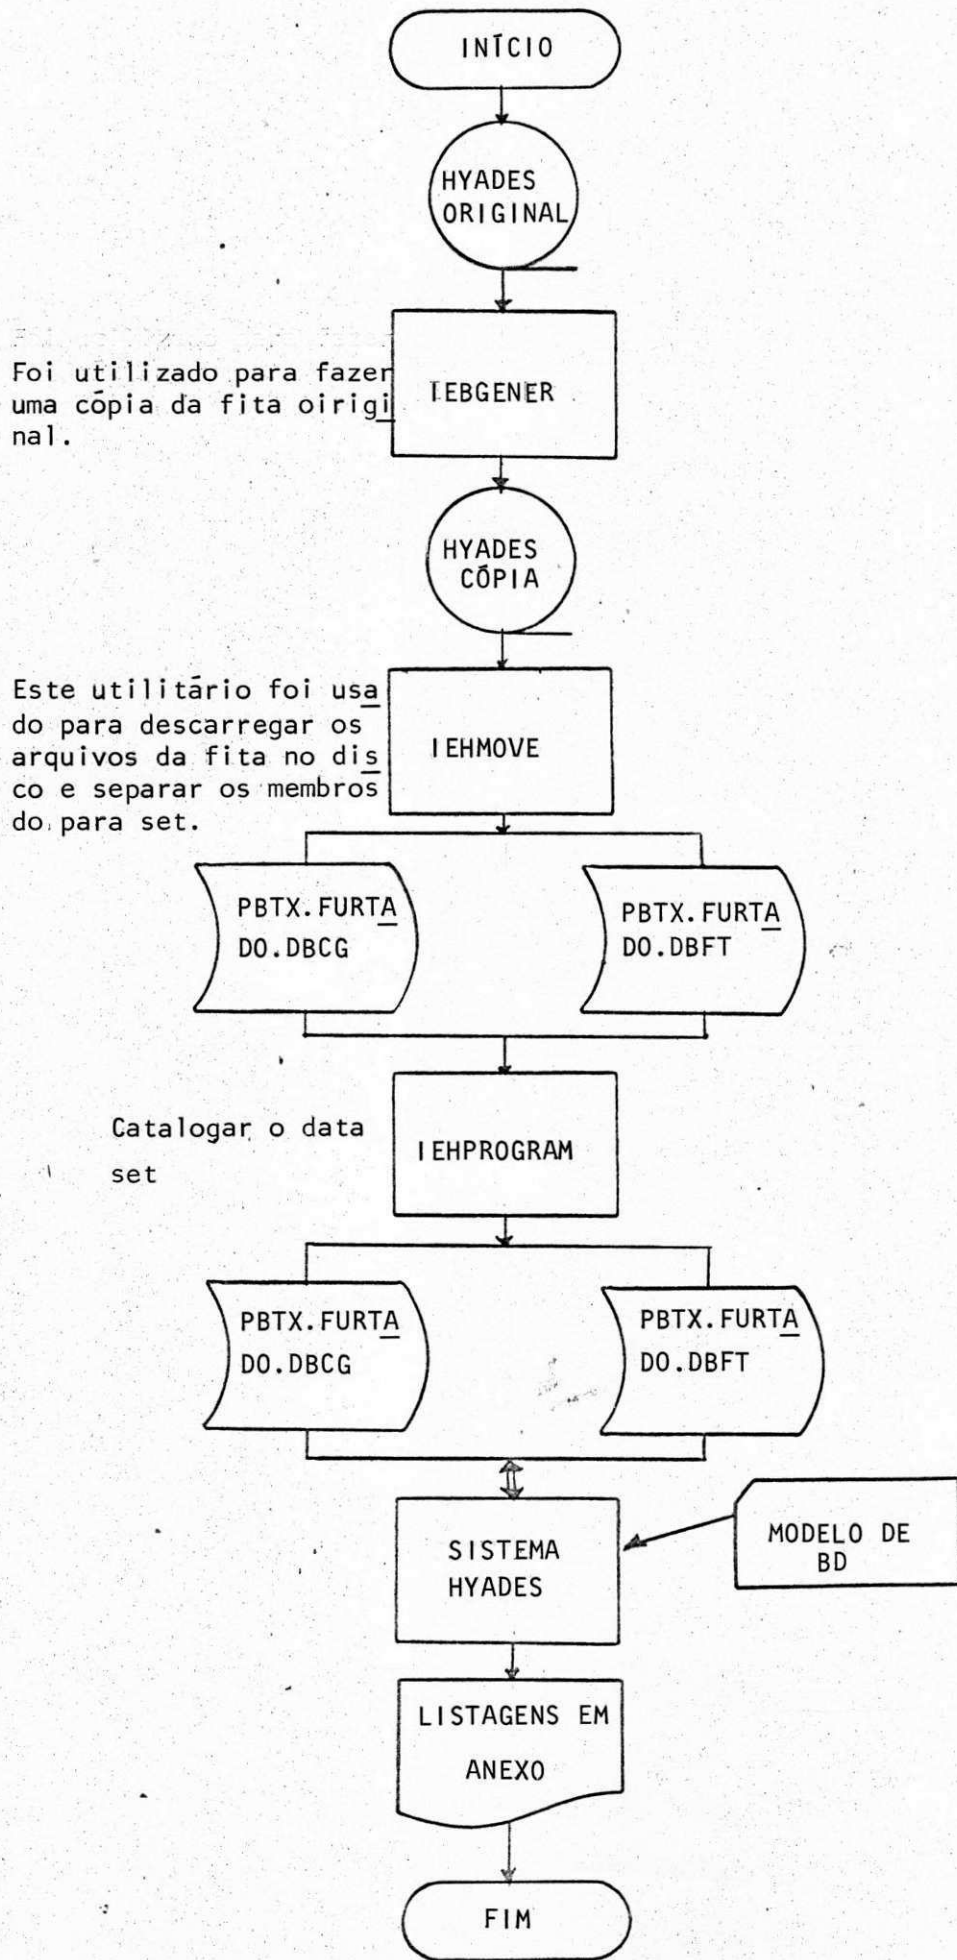 INÍCIO
HYADES
ORIGINAL
Foi utilizado para fazer
uma cópia da fita oirigi
nal.
IEBGENER
HYADES
CÓPIA
Este utilitário foi usa
do para descarregar os
arquivos da fita no dis
co e separar os membros
do para set.
IEHMOVE
PBTX.FURTA
DO.DBCG
PBTX.FURTA
DO.DBFT
Catalogar o data
set
IEHPROGRAM
PBTX.FURTA
DO.DBCG
PBTX.FURTA
DO.DBFT
SISTEMA
HYADES
MODELO DE
BD
LISTAGENS EM
ANEXO
FIM